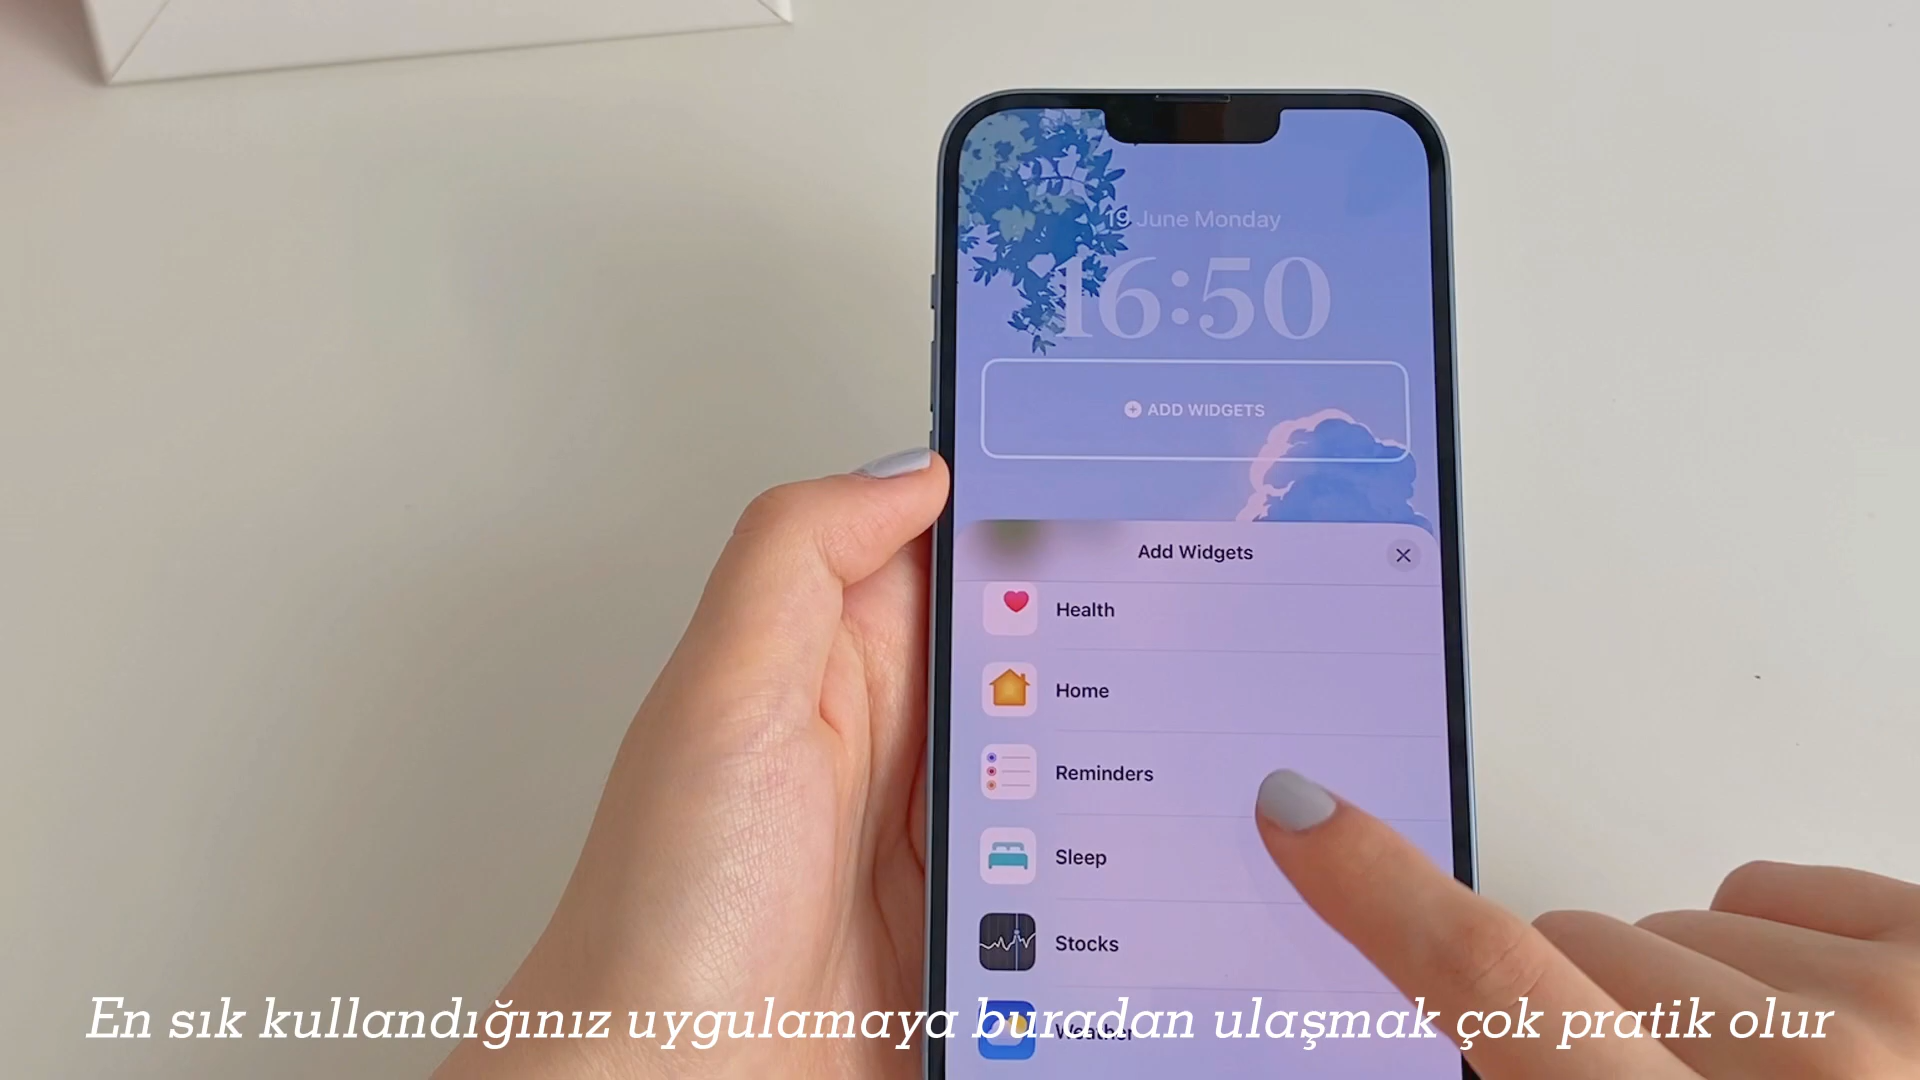 19 June Monday
16:50
ADD WIDGETS
Add Widgets
Health
Home
Reminders
Sleep
Stocks
Weather
En sık kullandığınız uygulamaya buradan ulaşmak çok pratik olur